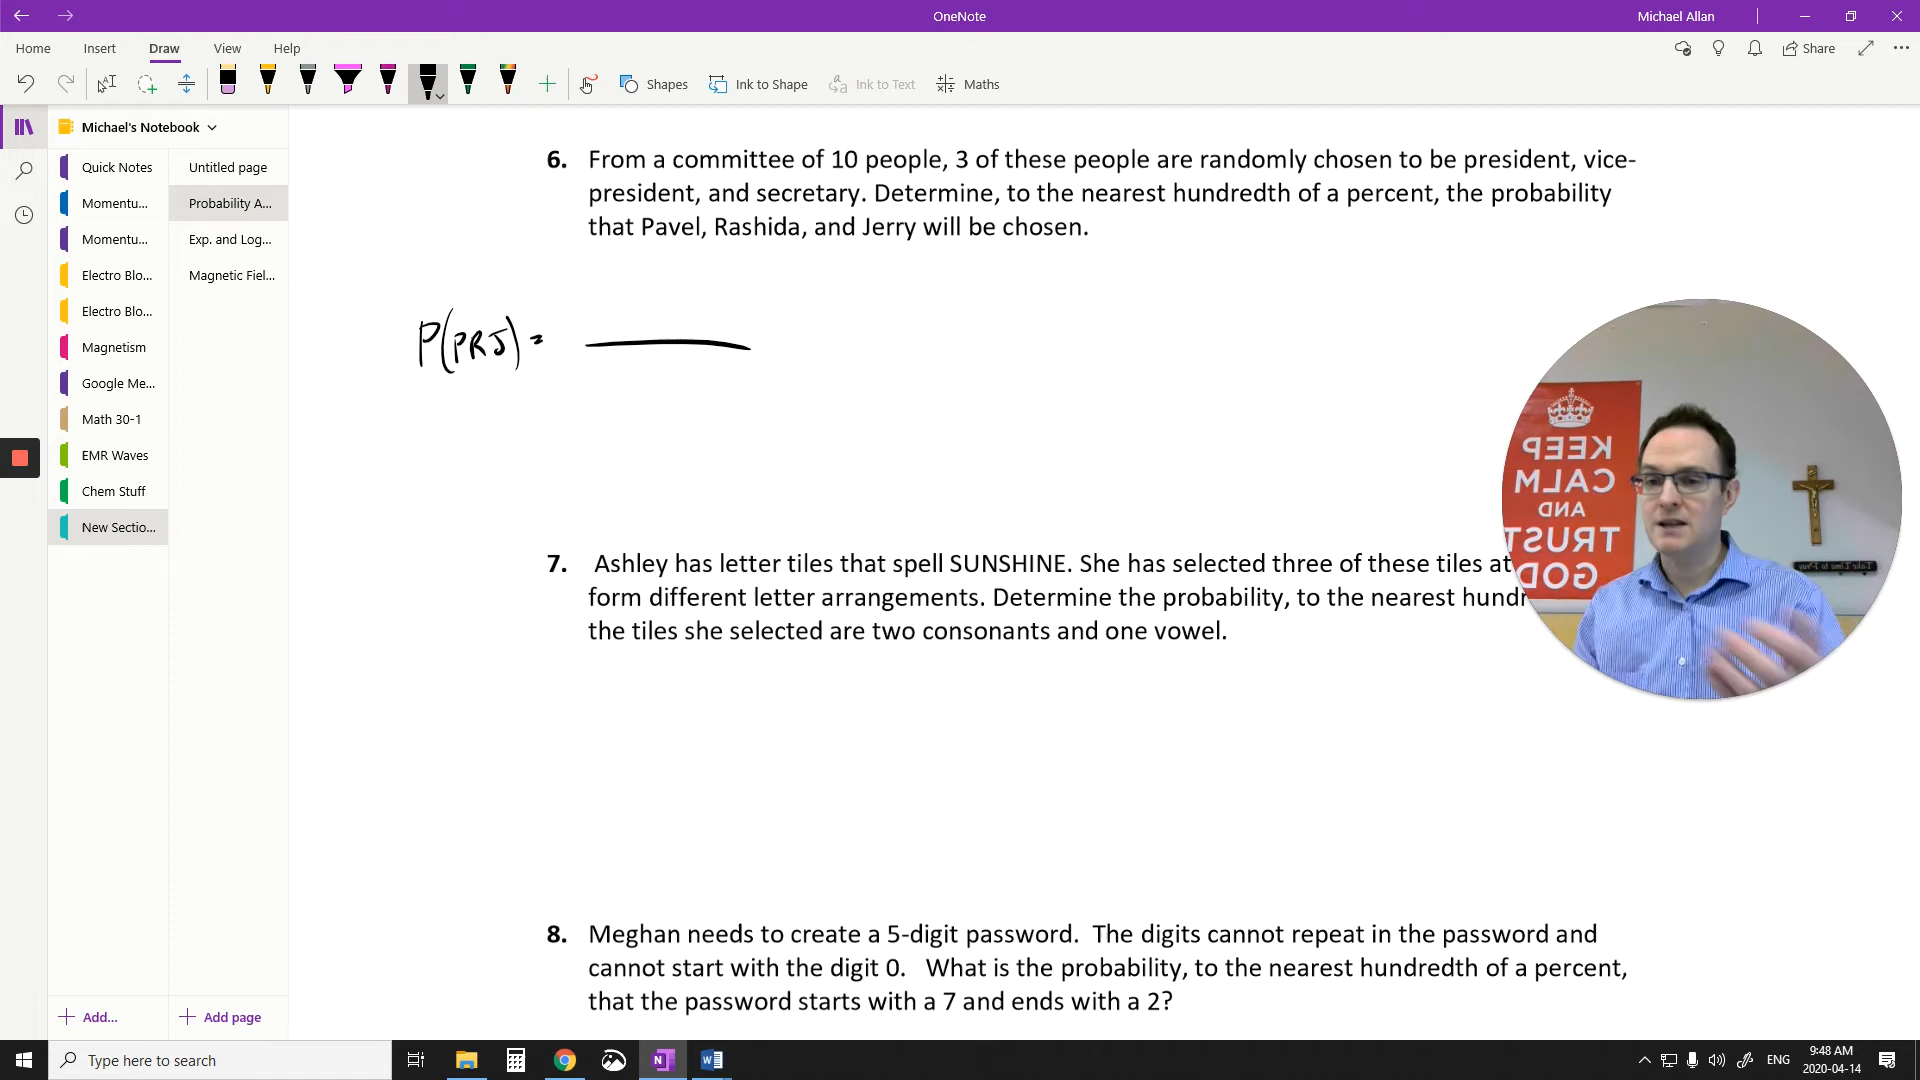 OneNote
Michael Allan
Home Insert Draw View Help
Share
Shapes Ink to Shape Ink to Text Maths
Michael's Notebook
Quick Notes
Momentu...
Momentu...
Electro Blo...
Electro Blo...
Magnetism
Google Me...
Math 30-1
EMR Waves
Chem Stuff
New Sectio...
Add...
Untitled page
Probability A...
Exp. and Log...
Magnetic Fiel...
Add page
6. From a committee of 10 people, 3 of these people are randomly chosen to be president, vice-
president, and secretary. Determine, to the nearest hundredth of a percent, the probability
that Pavel, Rashida, and Jerry will be chosen.
P(PRJ) =
7. Ashley has letter tiles that spell SUNSHINE. She has selected three of these tiles at
form different letter arrangements. Determine the probability, to the nearest hundr
the tiles she selected are two consonants and one vowel.
8. Meghan needs to create a 5-digit password. The digits cannot repeat in the password and
cannot start with the digit 0. What is the probability, to the nearest hundredth of a percent,
that the password starts with a 7 and ends with a 2?
KEEP
CALM
AND
TRUST
GOD
Take Time to Pray
Type here to search
ENG
9:48 AM
2020-04-14